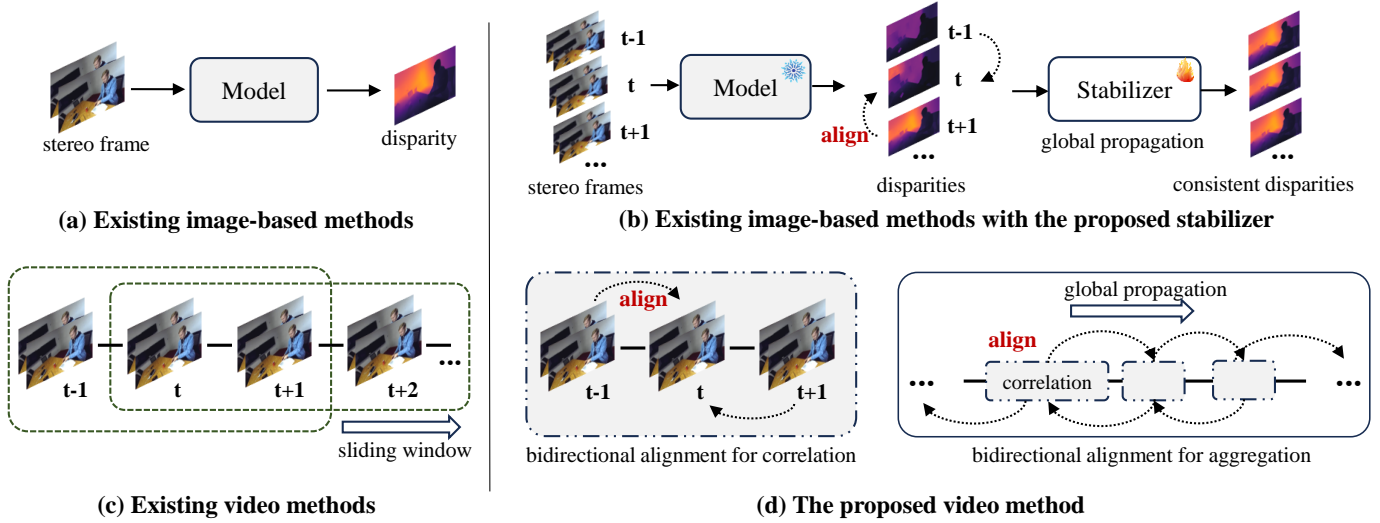 Model
stereo frame
disparity
(a) Existing image-based methods
t-1
t
t+1
...
stereo frames
Model
t-1
t
t+1
align
...
disparities
Stabilizer
global propagation
...
consistent disparities
(b) Existing image-based methods with the proposed stabilizer
t-1
t
t+1
t+2
...
sliding window
(c) Existing video methods
align
t-1
t
t+1
bidirectional alignment for correlation
global propagation
align
...
correlation
...
bidirectional alignment for aggregation
(d) The proposed video method